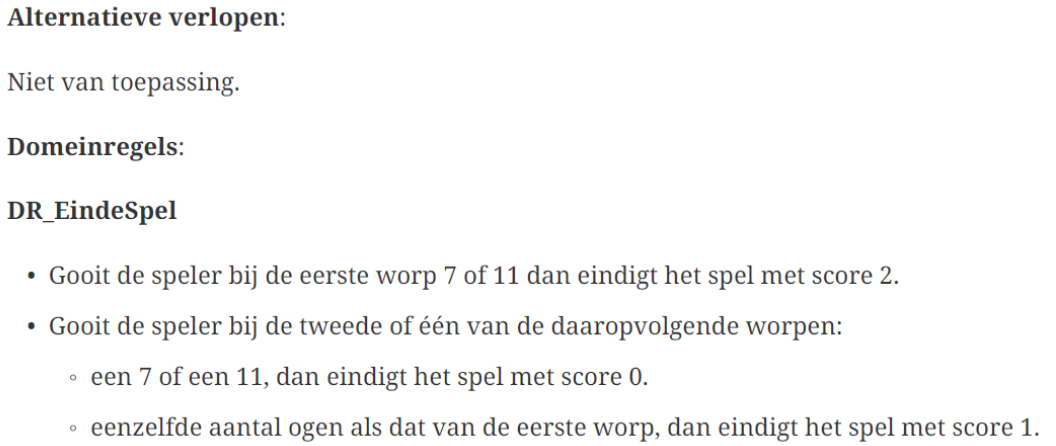 Alternatieve verlopen:
Niet van toepassing.
Domeinregels:
DR_EindeSpel
• Gooit de speler bij de eerste worp 7 of 11 dan eindigt het spel met score 2.
• Gooit de speler bij de tweede of één van de daaropvolgende worpen:
◦ een 7 of een 11, dan eindigt het spel met score 0.
◦ eenzelfde aantal ogen als dat van de eerste worp, dan eindigt het spel met score 1.